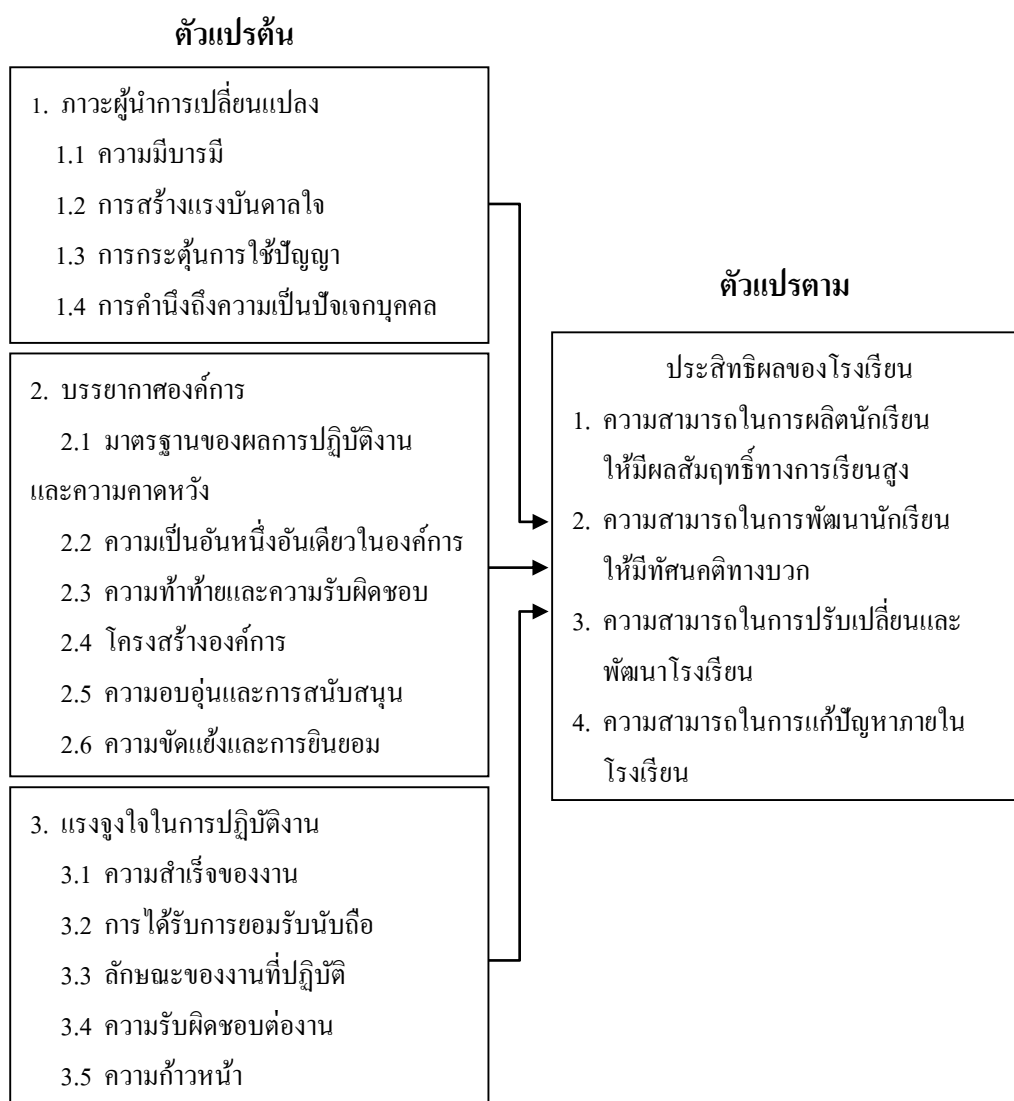 ตัวแปรต้น
1. ภาวะผู้นำการเปลี่ยนแปลง
1.1 ความมีบารมี
1.2 การสร้างแรงบันดาลใจ
1.3 การกระตุ้นการใช้ปัญญา
1.4 การคำนึงถึงความเป็นปัจเจกบุคคล
2. บรรยากาศองค์การ
2.1 มาตรฐานของผลการปฏิบัติงาน
และความคาดหวัง
2.2 ความเป็นอันหนึ่งอันเดียวในองค์การ
2.3 ความท้าทายและความรับผิดชอบ
2.4 โครงสร้างองค์การ
2.5 ความอบอุ่นและการสนับสนุน
2.6 ความขัดแย้งและการยินยอม
3. แรงจูงใจในการปฏิบัติงาน
3.1 ความสำเร็จของงาน
3.2 การได้รับการยอมรับนับถือ
3.3 ลักษณะของงานที่ปฏิบัติ
3.4 ความรับผิดชอบต่องาน
3.5 ความก้าวหน้า
ตัวแปรตาม
ประสิทธิผลของโรงเรียน
1. ความสามารถในการผลิตนักเรียน
ให้มีผลสัมฤทธิ์ทางการเรียนสูง
2. ความสามารถในการพัฒนานักเรียน
ให้มีทัศนคติทางบวก
3. ความสามารถในการปรับเปลี่ยนและ
พัฒนาโรงเรียน
4. ความสามารถในการแก้ปัญหาภายใน
โรงเรียน